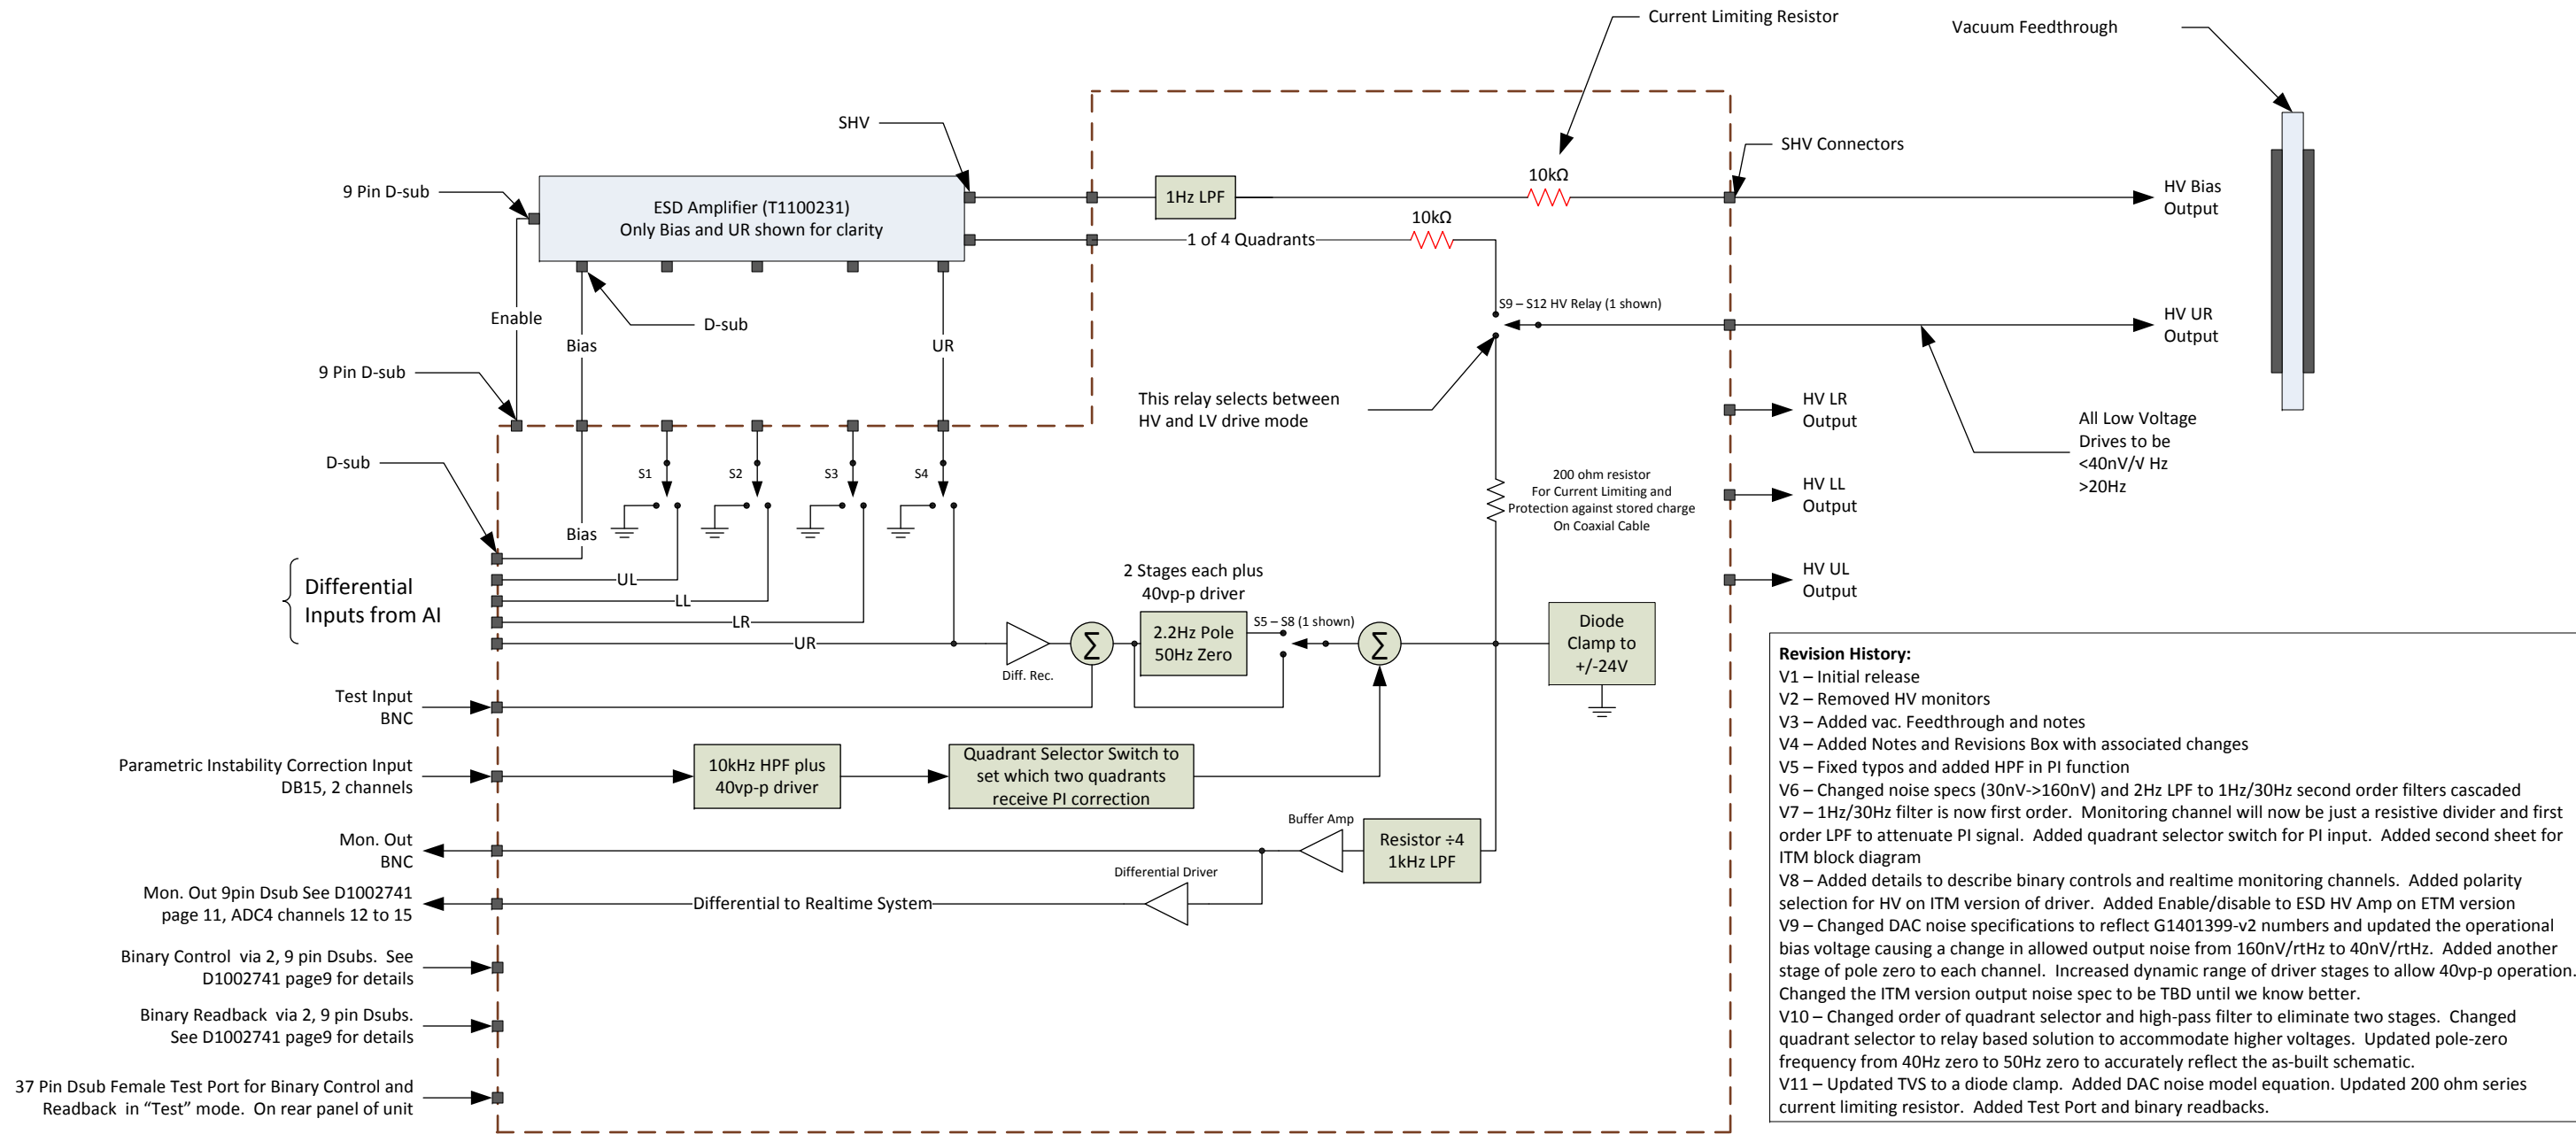 Current Limiting Resistor
Vacuum Feedthrough
SHV
SHV Connectors
9 Pin D-sub
ESD Amplifier (T1100231)
Only Bias and UR shown for clarity
1Hz LPF
10kΩ
HV Bias
Output
10kΩ
1 of 4 Quadrants
S9 – S12 HV Relay (1 shown)
Enable
D-sub
Bias
UR
HV UR
Output
9 Pin D-sub
This relay selects between
HV and LV drive mode
HV LR
Output
All Low Voltage
Drives to be
<40nV/√ Hz
>20Hz
D-sub
S1
S2
S3
S4
200 ohm resistor
For Current Limiting and
Protection against stored charge
On Coaxial Cable
HV LL
Output
Bias
Differential
Inputs from AI
UL
LL
LR
UR
2 Stages each plus
40vp-p driver
HV UL
Output
Diff. Rec.
Σ
2.2Hz Pole
50Hz Zero
S5 – S8 (1 shown)
Σ
Diode
Clamp to
+/-24V
Test Input
BNC
Parametric Instability Correction Input
DB15, 2 channels
10kHz HPF plus
40vp-p driver
Quadrant Selector Switch to
set which two quadrants
receive PI correction
Mon. Out
BNC
Buffer Amp
Resistor ÷4
1kHz LPF
Mon. Out 9pin Dsub See D1002741
page 11, ADC4 channels 12 to 15
Differential to Realtime System
Differential Driver
Binary Control  via 2, 9 pin Dsubs.  See
D1002741 page9 for details
Binary Readback  via 2, 9 pin Dsubs.
See D1002741 page9 for details
37 Pin Dsub Female Test Port for Binary Control and
Readback  in “Test” mode.  On rear panel of unit
Revision History:
V1 – Initial release
V2 – Removed HV monitors
V3 – Added vac. Feedthrough and notes
V4 – Added Notes and Revisions Box with associated changes
V5 – Fixed typos and added HPF in PI function
V6 – Changed noise specs (30nV->160nV) and 2Hz LPF to 1Hz/30Hz second order filters cascaded
V7 – 1Hz/30Hz filter is now first order.  Monitoring channel will now be just a resistive divider and first
order LPF to attenuate PI signal.  Added quadrant selector switch for PI input.  Added second sheet for
ITM block diagram
V8 – Added details to describe binary controls and realtime monitoring channels.  Added polarity
selection for HV on ITM version of driver.  Added Enable/disable to ESD HV Amp on ETM version
V9 – Changed DAC noise specifications to reflect G1401399-v2 numbers and updated the operational
bias voltage causing a change in allowed output noise from 160nV/rtHz to 40nV/rtHz.  Added another
stage of pole zero to each channel.  Increased dynamic range of driver stages to allow 40vp-p operation.
Changed the ITM version output noise spec to be TBD until we know better.
V10 – Changed order of quadrant selector and high-pass filter to eliminate two stages.  Changed
quadrant selector to relay based solution to accommodate higher voltages.  Updated pole-zero
frequency from 40Hz zero to 50Hz zero to accurately reflect the as-built schematic.
V11 – Updated TVS to a diode clamp.  Added DAC noise model equation. Updated 200 ohm series
current limiting resistor.  Added Test Port and binary readbacks.